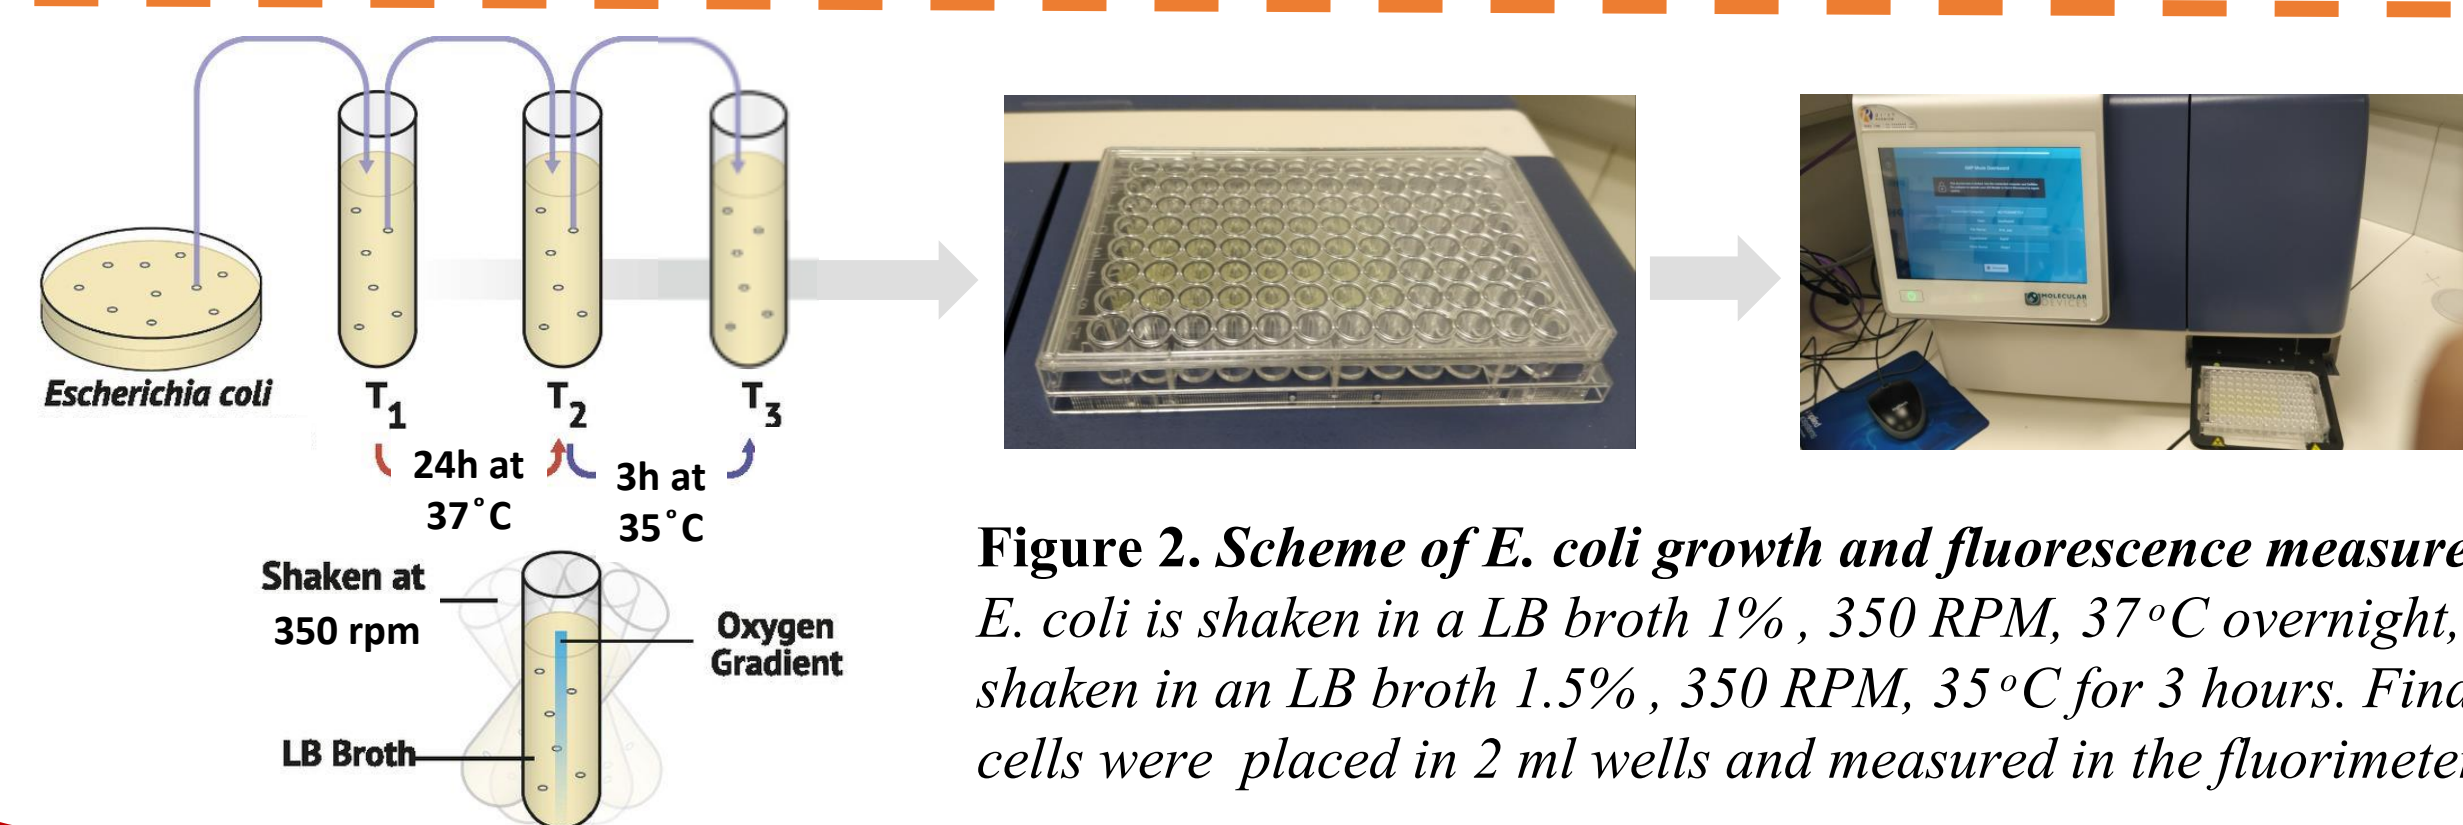 Escherichia coli
T1
T2
T3
24h at
37°C
3h at
35°C
Shaken at
350 rpm
Oxygen
Gradient
LB Broth
MOLECULAR
DEVICES
Figure 2. Scheme of E. coli growth and fluorescence measure
E. coli is shaken in a LB broth 1% , 350 RPM, 37°C overnight,
shaken in an LB broth 1.5% , 350 RPM, 35°C for 3 hours. Fina
cells were placed in 2 ml wells and measured in the fluorimeter